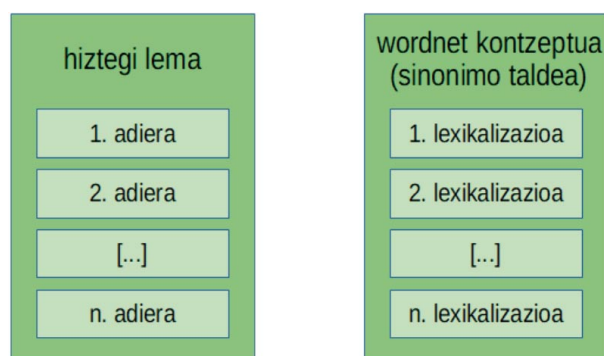 hiztegi lema
1. adiera
2. adiera
[...]
n. adiera
wordnet kontzeptua
(sinonimo taldea)
1. lexikalizazioa
2. lexikalizazioa
[...]
n. lexikalizazioa